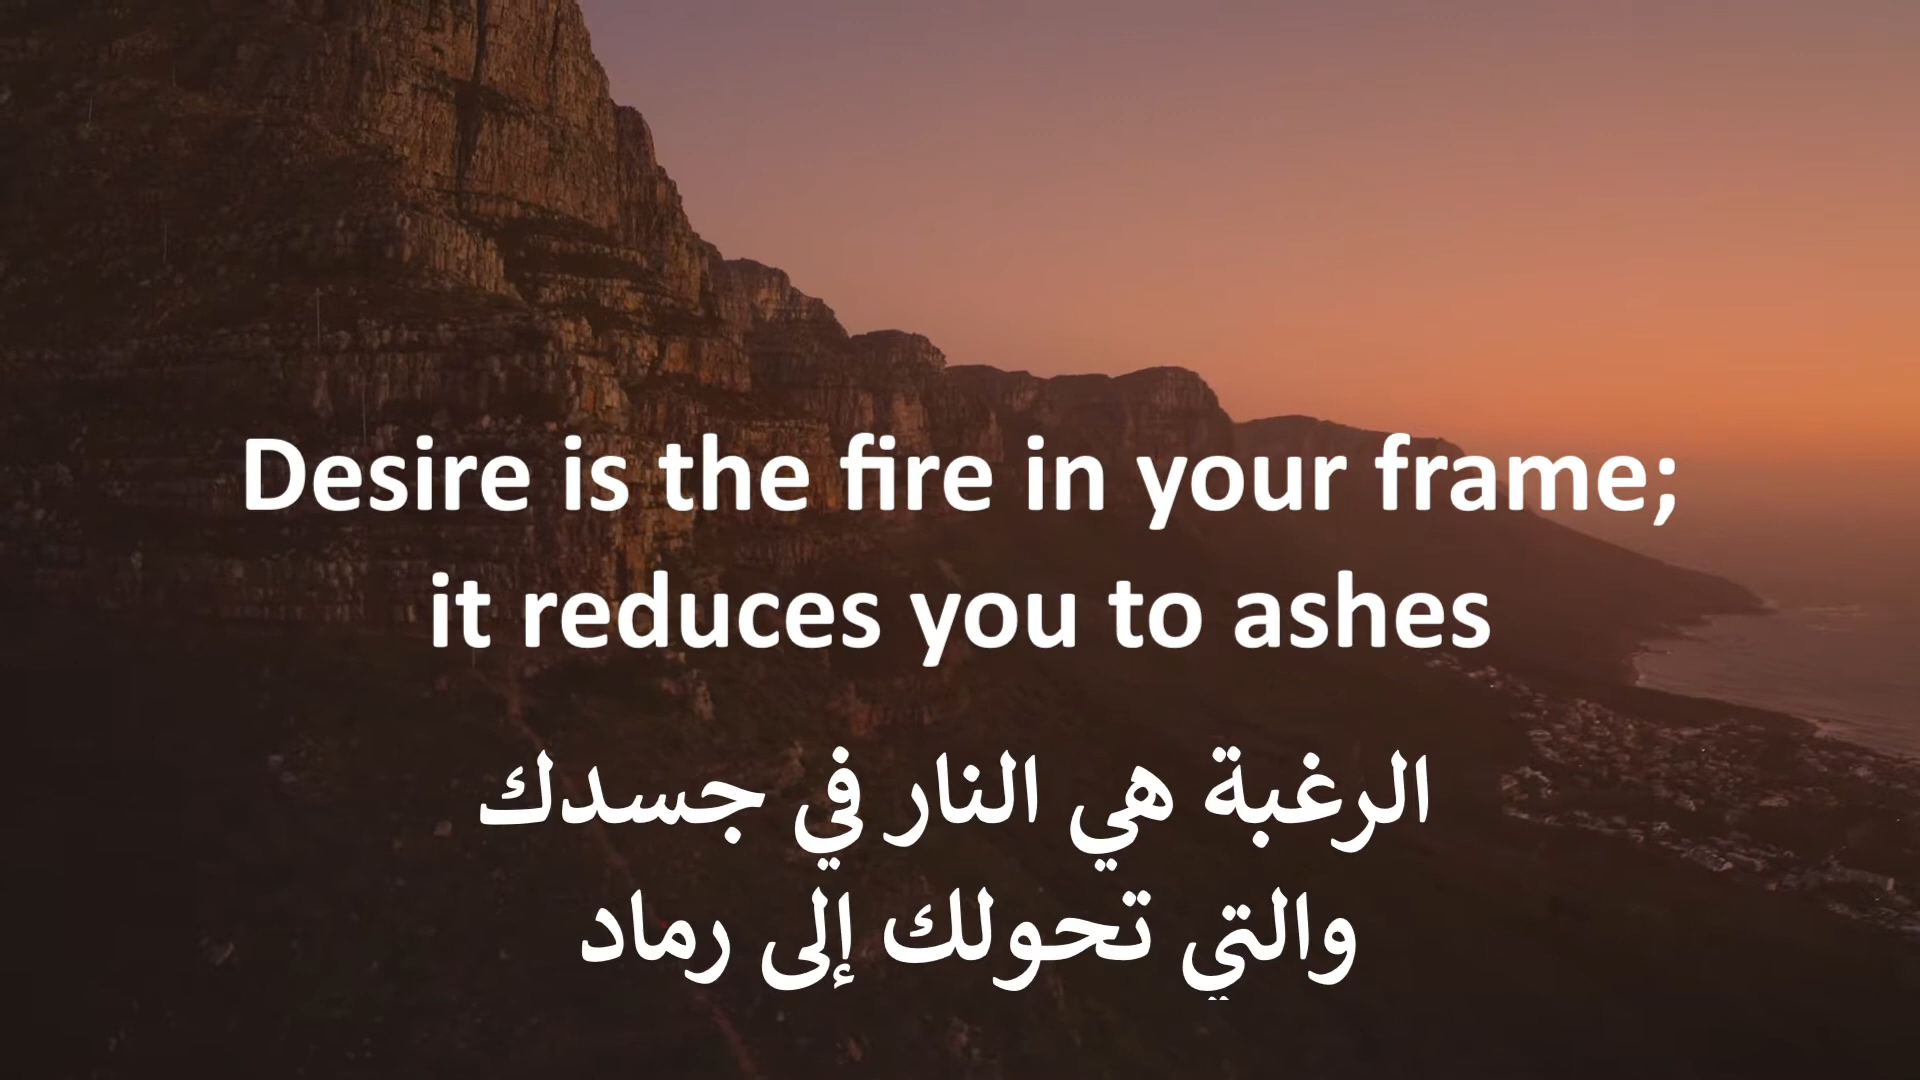 Desire is the fire in your frame;
it reduces you to ashes
الرغبة هي النار في جسدك
والتي تحولك إلى رماد